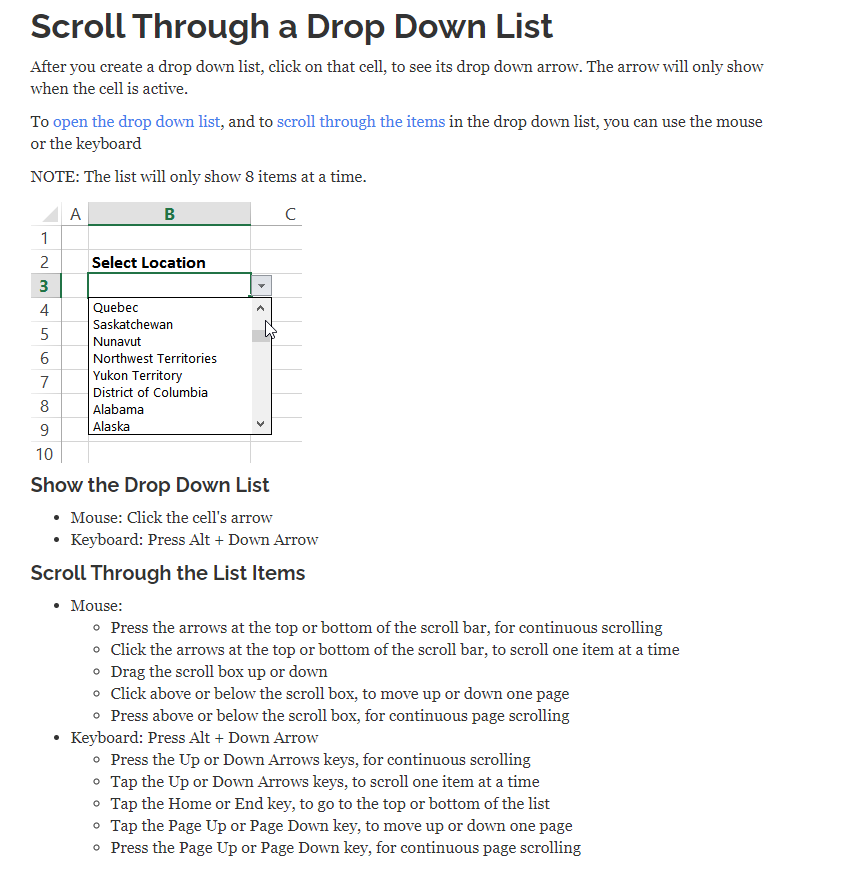 Scroll Through a Drop Down List
After you create a drop down list, click on that cell, to see its drop down arrow. The arrow will only show
when the cell is active.
To open the drop down list, and to scroll through the items in the drop down list, you can use the mouse
or the keyboard
NOTE: The list will only show 8 items at a time.
A B C
1
2 Select Location
3
4 Quebec
Saskatchewan
5 Nunavut
6 Northwest Territories
7 Yukon Territory
District of Columbia
8 Alabama
9 Alaska
10
Show the Drop Down List
• Mouse: Click the cell's arrow
• Keyboard: Press Alt + Down Arrow
Scroll Through the List Items
• Mouse:
○ Press the arrows at the top or bottom of the scroll bar, for continuous scrolling
○ Click the arrows at the top or bottom of the scroll bar, to scroll one item at a time
○ Drag the scroll box up or down
○ Click above or below the scroll box, to move up or down one page
○ Press above or below the scroll box, for continuous page scrolling
• Keyboard: Press Alt + Down Arrow
○ Press the Up or Down Arrows keys, for continuous scrolling
○ Tap the Up or Down Arrows keys, to scroll one item at a time
○ Tap the Home or End key, to go to the top or bottom of the list
○ Tap the Page Up or Page Down key, to move up or down one page
○ Press the Page Up or Page Down key, for continuous page scrolling